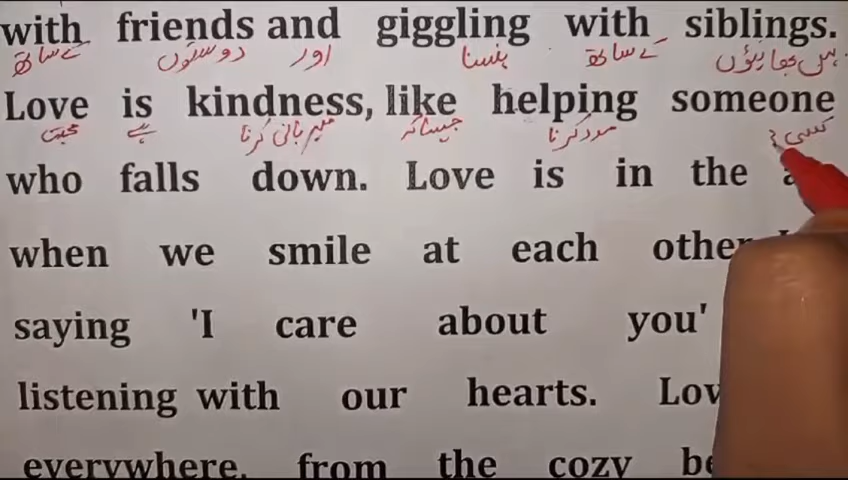 with friends and giggling with siblings.
کے ساتھ دوستوں اور ہنسنا کے ساتھ بہن بھائیوں
Love is kindness, like helping someone
محبت ہے مہربانی کرنا جیسا کہ مدد کرنا کسی
who falls down. Love is in the
when we smile at each other
saying 'I care about you'
listening with our hearts.
everywhere, from the cozy